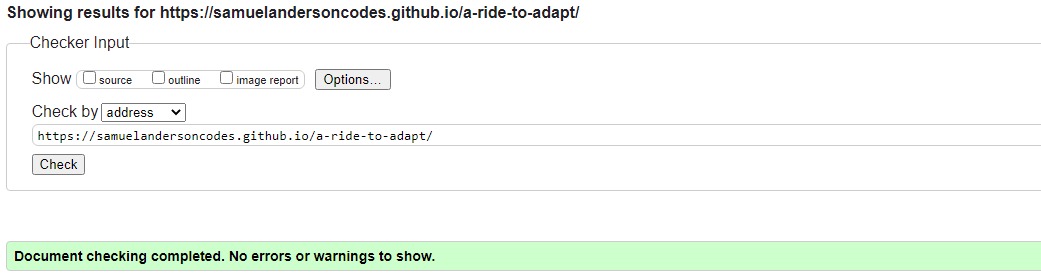 Showing results for https://samuelandersoncodes.github.io/a-ride-to-adapt/
Checker Input
Show source outline image report Options...
Check by address
https://samuelandersoncodes.github.io/a-ride-to-adapt/
Check
Document checking completed. No errors or warnings to show.